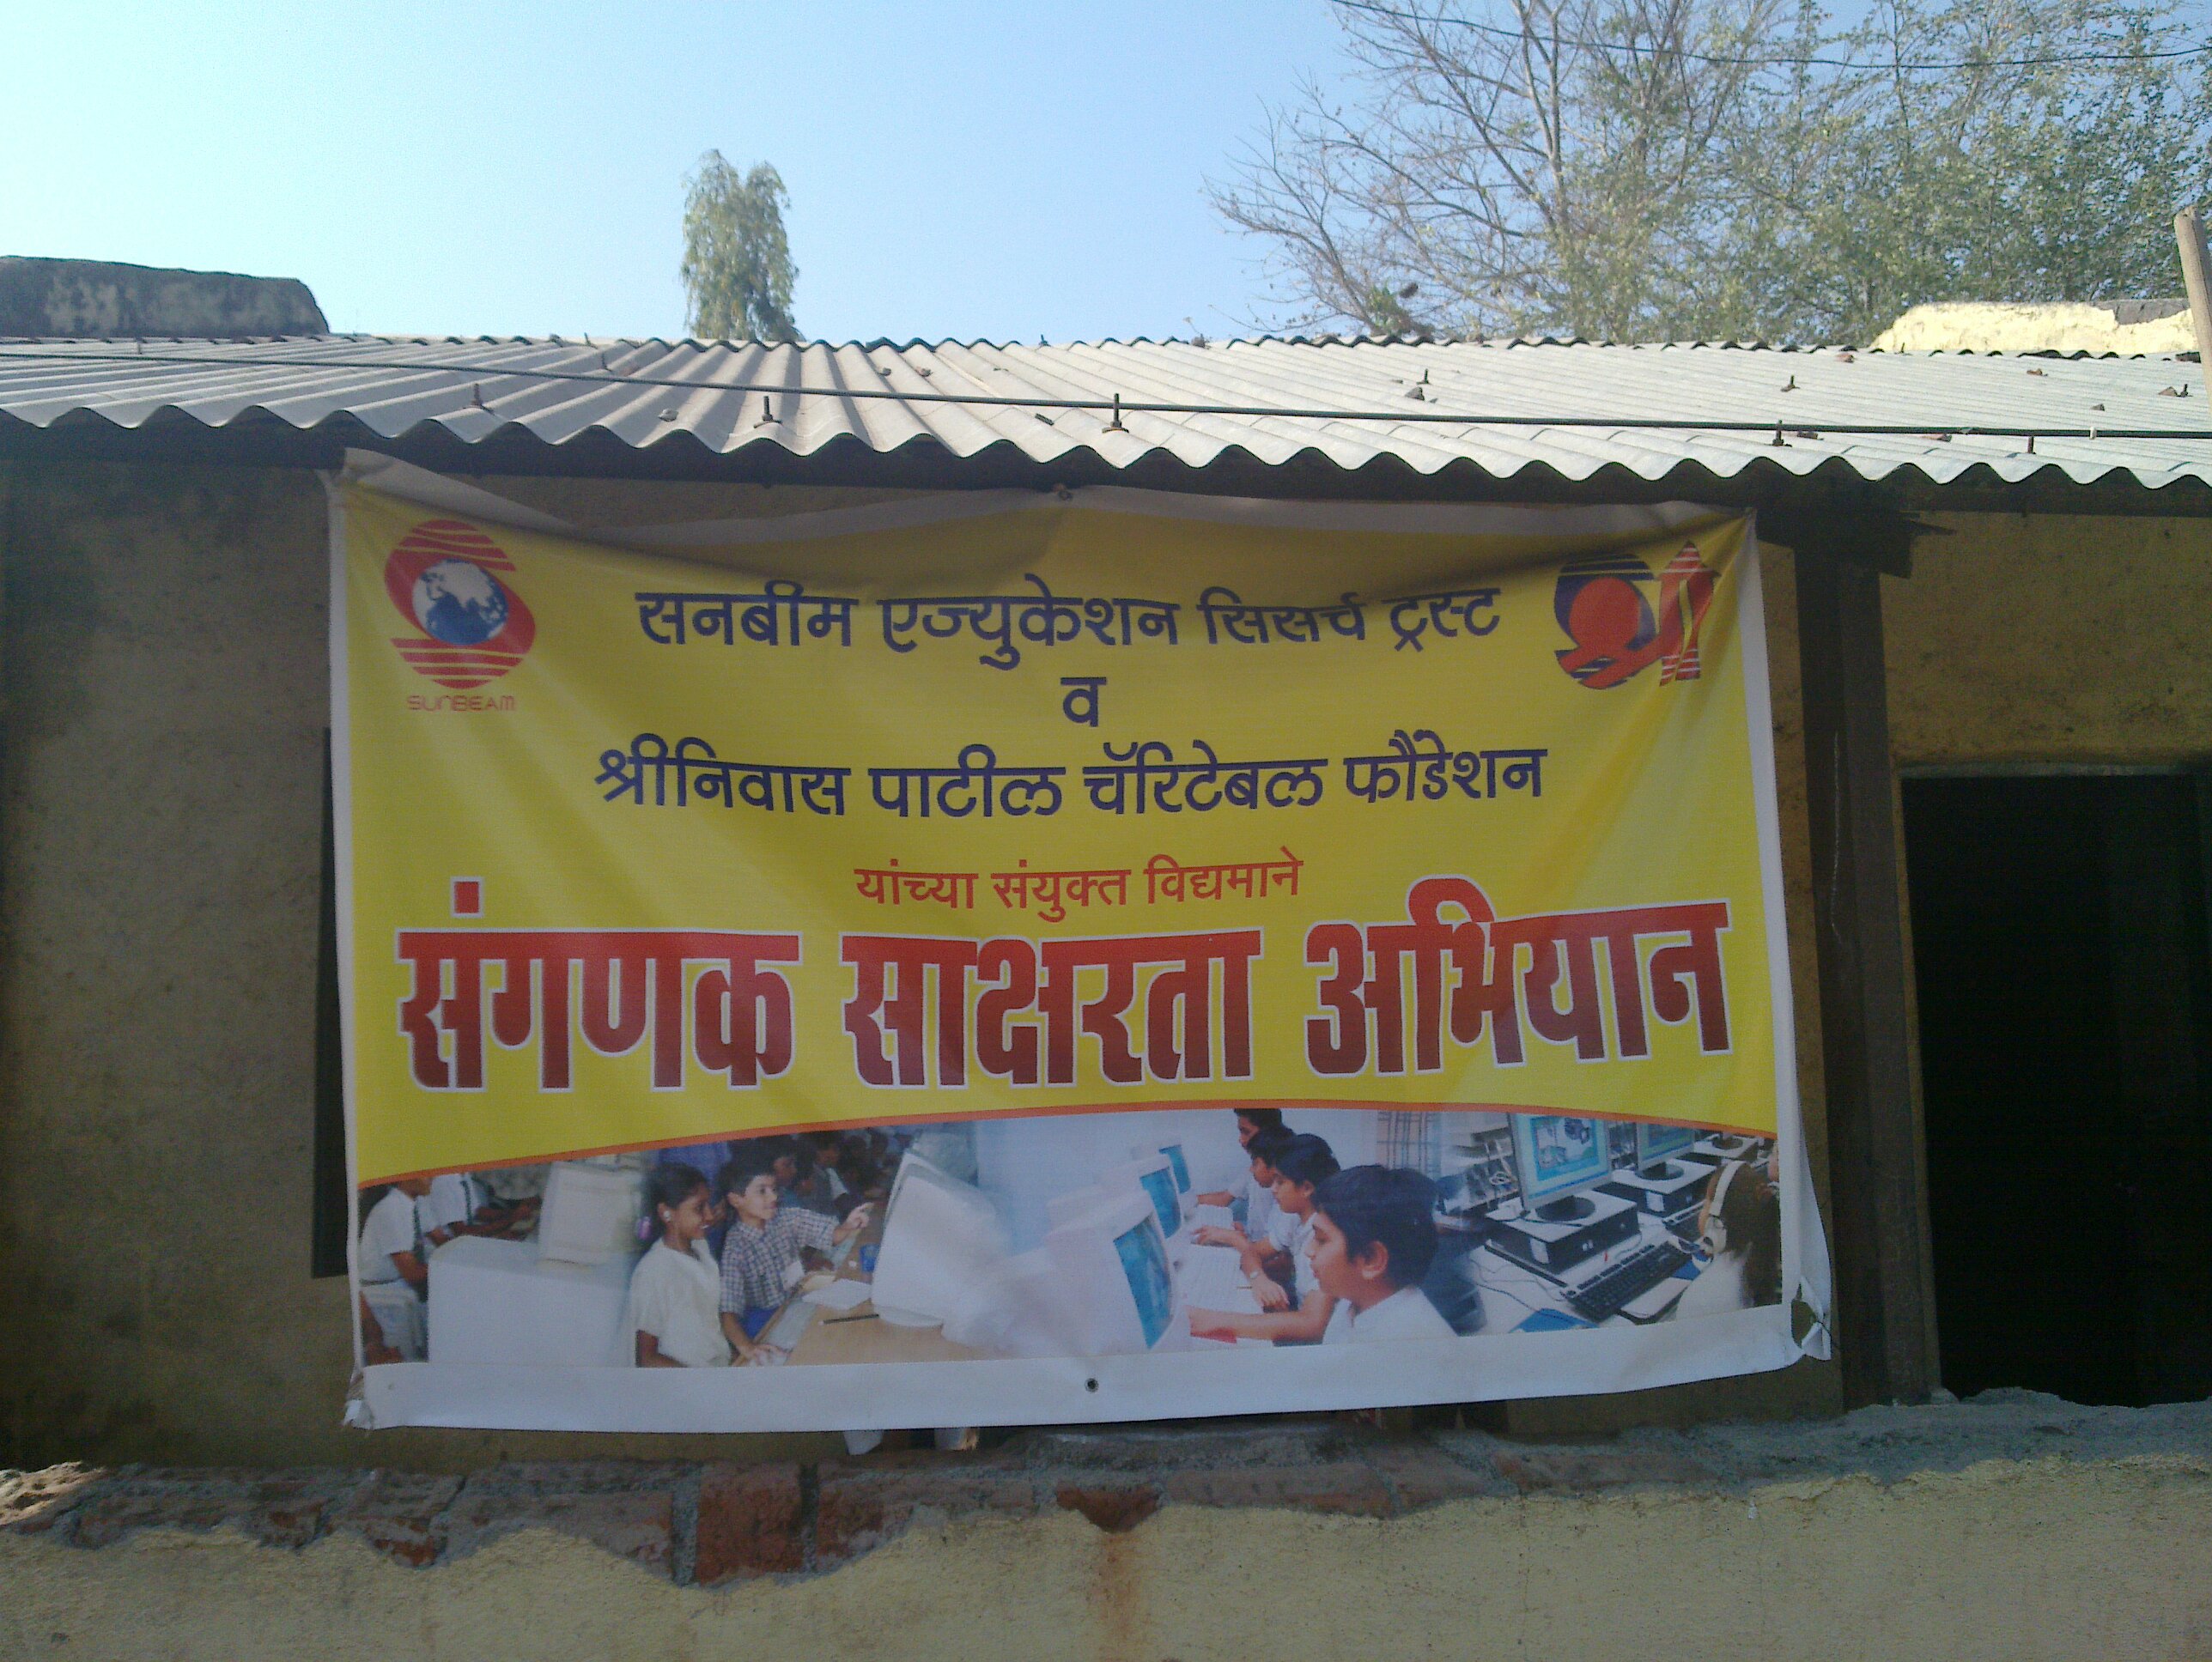 SUNBEAM
सनबीम एज्युकेशन सिसर्च ट्रस्ट
व
श्रीनिवास पाटील चॅरिटेबल फौंडेशन
यांच्या संयुक्त विद्यमाने
संगणक साक्षरता अभियान